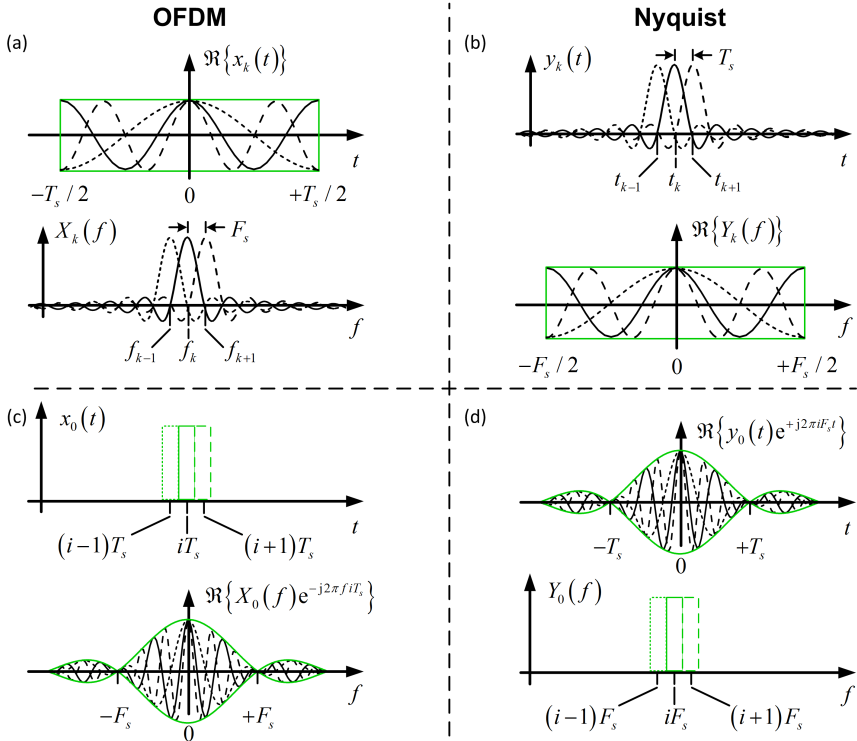 OFDM
(a)
ℜ{x_k(t)}
t
−T_s / 2
0
+T_s / 2
X_k(f)
F_s
f
f_{k-1}
f_k
f_{k+1}
Nyquist
(b)
y_k(t)
T_s
t
t_{k-1}
t_k
t_{k+1}
ℜ{Y_k(f)}
f
−F_s / 2
0
+F_s / 2
(c)
x_0(t)
t
(i−1)T_s
iT_s
(i+1)T_s
ℜ{X_0(f)e^{−j2πfiT_s}}
f
−F_s
0
+F_s
(d)
ℜ{y_0(t)e^{+j2πiF_st}}
t
−T_s
0
+T_s
Y_0(f)
f
(i−1)F_s
iF_s
(i+1)F_s